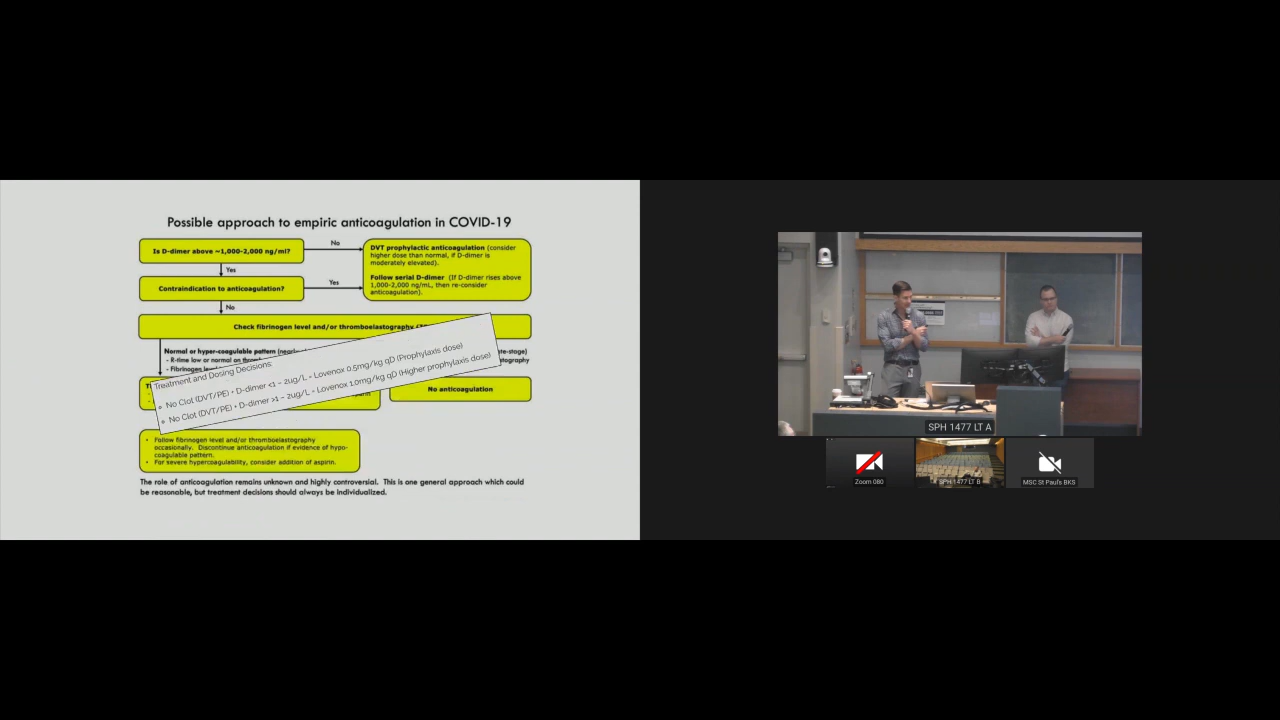 Possible approach to empiric anticoagulation in COVID-19
Is D-dimer above ~1,000-2,000 ng/ml?
No
DVT prophylactic anticoagulation (consider
higher dose than normal, if D-dimer is
moderately elevated).
Follow serial D-dimer (If D-dimer rises above
1,000-2,000 ng/mL, then re-consider
anticoagulation).
Yes
Contraindication to anticoagulation?
Yes
No
Check fibrinogen level and/or thromboelastography
Normal or hyper-coagulable pattern
- R-time low or normal on
- Fibrinogen
Treatment and Dosing Decisions:
No Clot (DVT/PE) + D-dimer <1 – 2ug/L = Lovenox 0.5mg/kg qD (Prophylaxis dose)
No Clot (DVT/PE) + D-dimer >1 – 2ug/L = Lovenox 1.0mg/kg qD (Higher prophylaxis dose)
No anticoagulation
• Follow fibrinogen level and/or thromboelastography
occasionally. Discontinue anticoagulation if evidence of hypo-
coagulable pattern.
• For severe hypercoagulability, consider addition of aspirin.
The role of anticoagulation remains unknown and highly controversial. This is one general approach which could
be reasonable, but treatment decisions should always be individualized.
SPH 1477 LT A
Zoom 080
SPH 1477 LT B
MSC St Paul's BKS